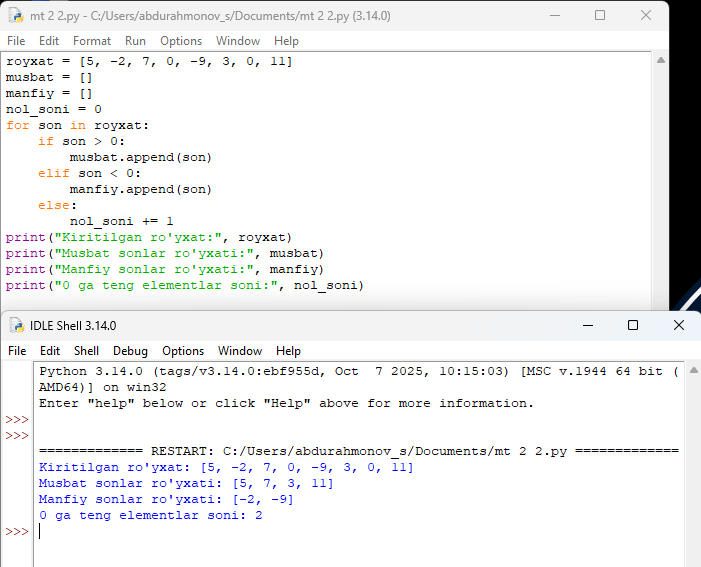 mt 2 2.py - C:/Users/abdurahmonov_s/Documents/mt 2 2.py (3.14.0)
File Edit Format Run Options Window Help
royxat = [5, -2, 7, 0, -9, 3, 0, 11]
musbat = []
manfiy = []
nol_soni = 0
for son in royxat:
    if son > 0:
        musbat.append(son)
    elif son < 0:
        manfiy.append(son)
    else:
        nol_soni += 1
print("Kiritilgan ro'yxat:", royxat)
print("Musbat sonlar ro'yxati:", musbat)
print("Manfiy sonlar ro'yxati:", manfiy)
print("0 ga teng elementlar soni:", nol_soni)
IDLE Shell 3.14.0
File Edit Shell Debug Options Window Help
Python 3.14.0 (tags/v3.14.0:ebf955d, Oct  7 2025, 10:15:03) [MSC v.1944 64 bit (
AMD64)] on win32
Enter "help" below or click "Help" above for more information.
>>>
>>>
============= RESTART: C:/Users/abdurahmonov_s/Documents/mt 2 2.py =============
Kiritilgan ro'yxat: [5, -2, 7, 0, -9, 3, 0, 11]
Musbat sonlar ro'yxati: [5, 7, 3, 11]
Manfiy sonlar ro'yxati: [-2, -9]
0 ga teng elementlar soni: 2
>>>